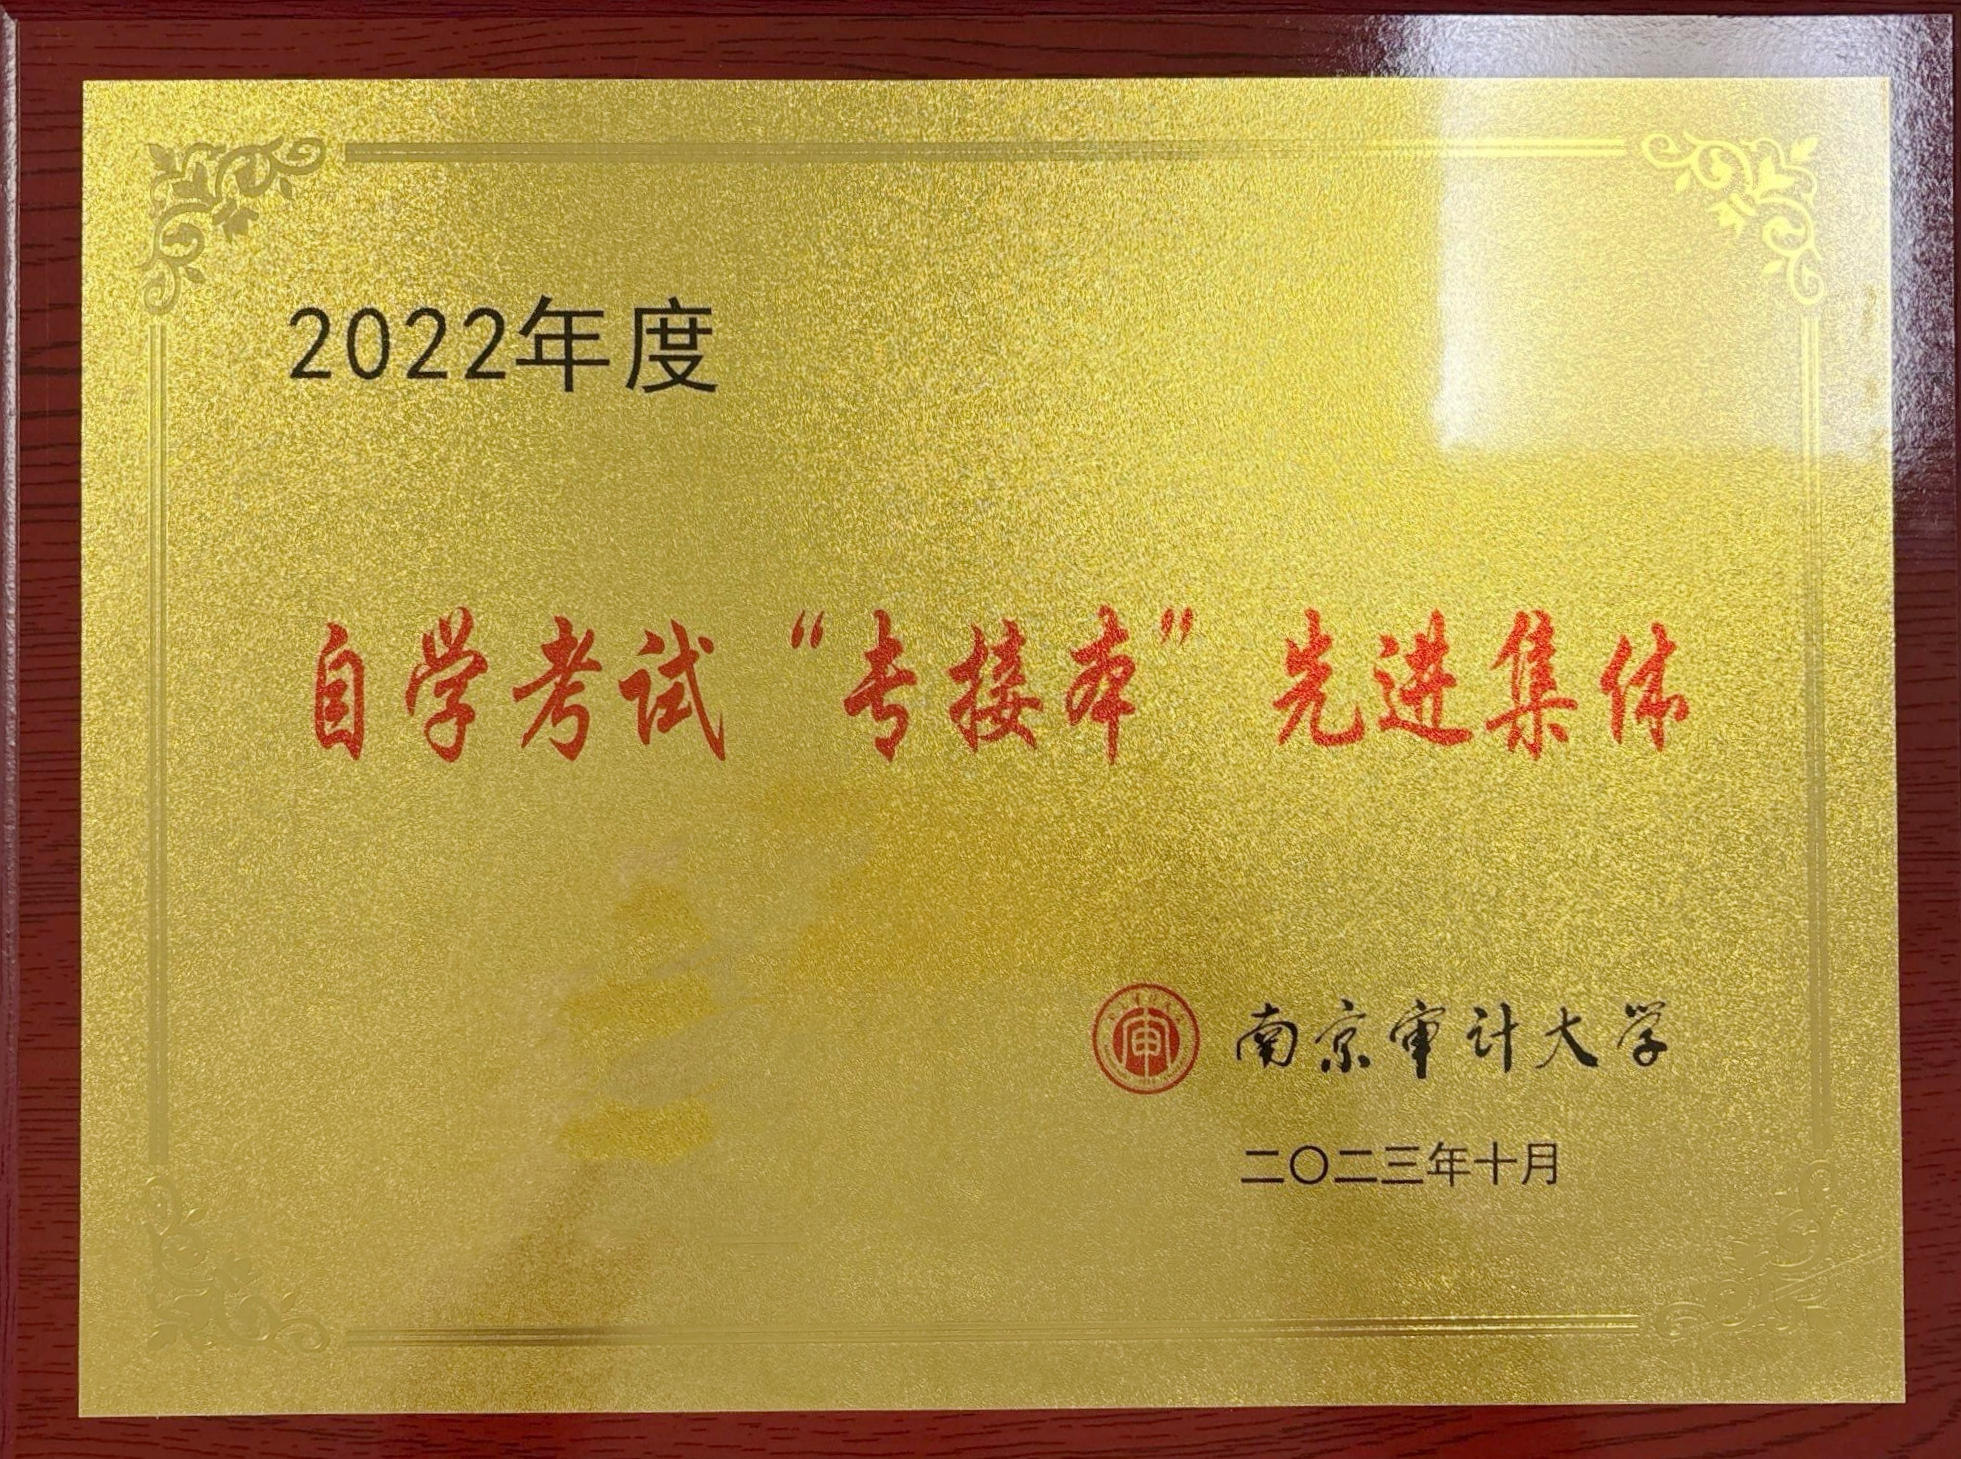 2022年度
自学考试“专接本”先进集体
审
南京审计大学
二〇二三年十月